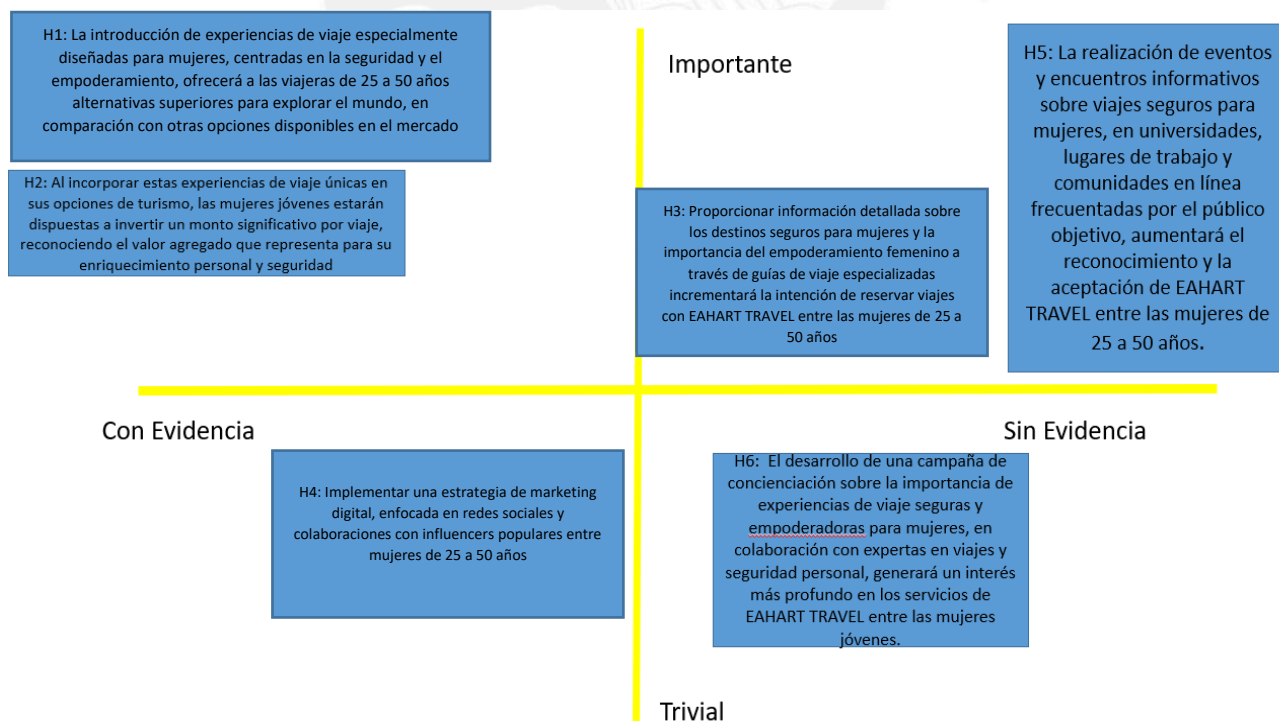 H1: La introducción de experiencias de viaje especialmente
diseñadas para mujeres, centradas en la seguridad y el
empoderamiento, ofrecerá a las viajeras de 25 a 50 años
alternativas superiores para explorar el mundo, en
comparación con otras opciones disponibles en el mercado
H2: Al incorporar estas experiencias de viaje únicas en
sus opciones de turismo, las mujeres jóvenes estarán
dispuestas a invertir un monto significativo por viaje,
reconociendo el valor agregado que representa para su
enriquecimiento personal y seguridad
Importante
H3: Proporcionar información detallada sobre
los destinos seguros para mujeres y la
importancia del empoderamiento femenino a
través de guías de viaje especializadas
incrementará la intención de reservar viajes
con EAHART TRAVEL entre las mujeres de 25 a
50 años
H5: La realización de eventos
y encuentros informativos
sobre viajes seguros para
mujeres, en universidades,
lugares de trabajo y
comunidades en línea
frecuentadas por el público
objetivo, aumentará el
reconocimiento y la
aceptación de EAHART
TRAVEL entre las mujeres de
25 a 50 años.
Con Evidencia
Sin Evidencia
H4: Implementar una estrategia de marketing
digital, enfocada en redes sociales y
colaboraciones con influencers populares entre
mujeres de 25 a 50 años
H6: El desarrollo de una campaña de
concienciación sobre la importancia de
experiencias de viaje seguras y
empoderadoras para mujeres, en
colaboración con expertas en viajes y
seguridad personal, generará un interés
más profundo en los servicios de
EAHART TRAVEL entre las mujeres
jóvenes.
Trivial